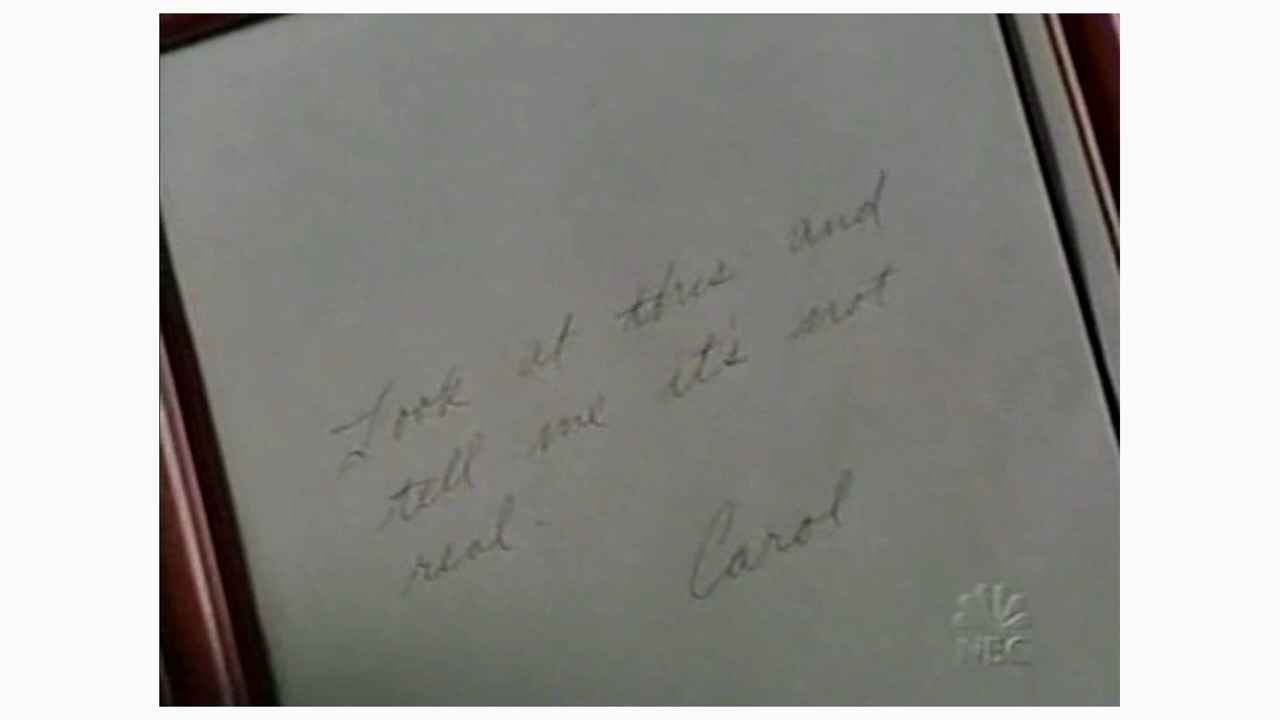 Look at this and
tell me it's not
real.
Carol
NBC